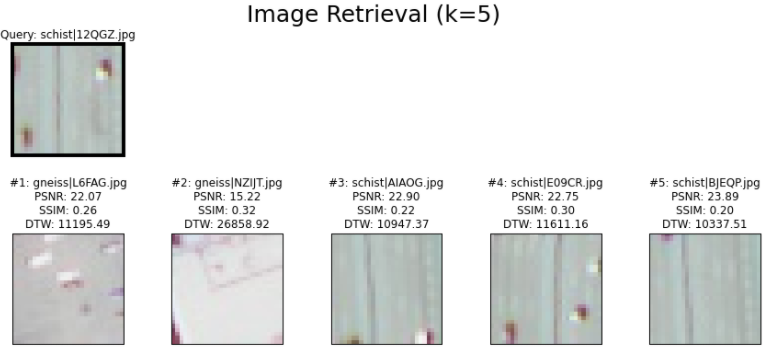 Image Retrieval (k=5)
Query: schist|12QGZ.jpg
#1: gneiss|L6FAG.jpg
PSNR: 22.07
SSIM: 0.26
DTW: 11195.49
#2: gneiss|NZIJT.jpg
PSNR: 15.22
SSIM: 0.32
DTW: 26858.92
#3: schist|AIAOG.jpg
PSNR: 22.90
SSIM: 0.22
DTW: 10947.37
#4: schist|E09CR.jpg
PSNR: 22.75
SSIM: 0.30
DTW: 11611.16
#5: schist|BJEQP.jpg
PSNR: 23.89
SSIM: 0.20
DTW: 10337.51